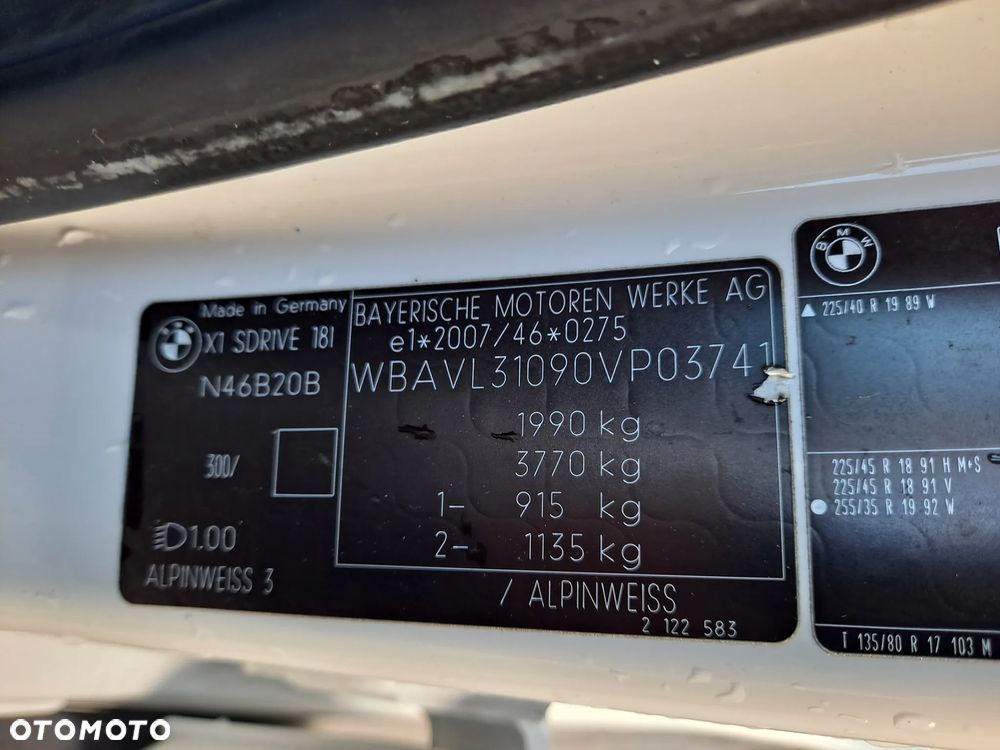 Made in Germany
X1 SDRIVE 18I
N46B20B
300/
1.00
ALPINWEISS 3
BAYERISCHE MOTOREN WERKE AG
e1*2007/46*0275
WBAVL31090VP03741
1990 kg
3770 kg
1- 915 kg
2- 1135 kg
/ ALPINWEISS
2 122 583
BMW
225/40 R 19 89 W
225/45 R 18 91 H M+S
225/45 R 18 91 V
255/35 R 19 92 W
T 135/80 R 17 103 M
OTOMOTO